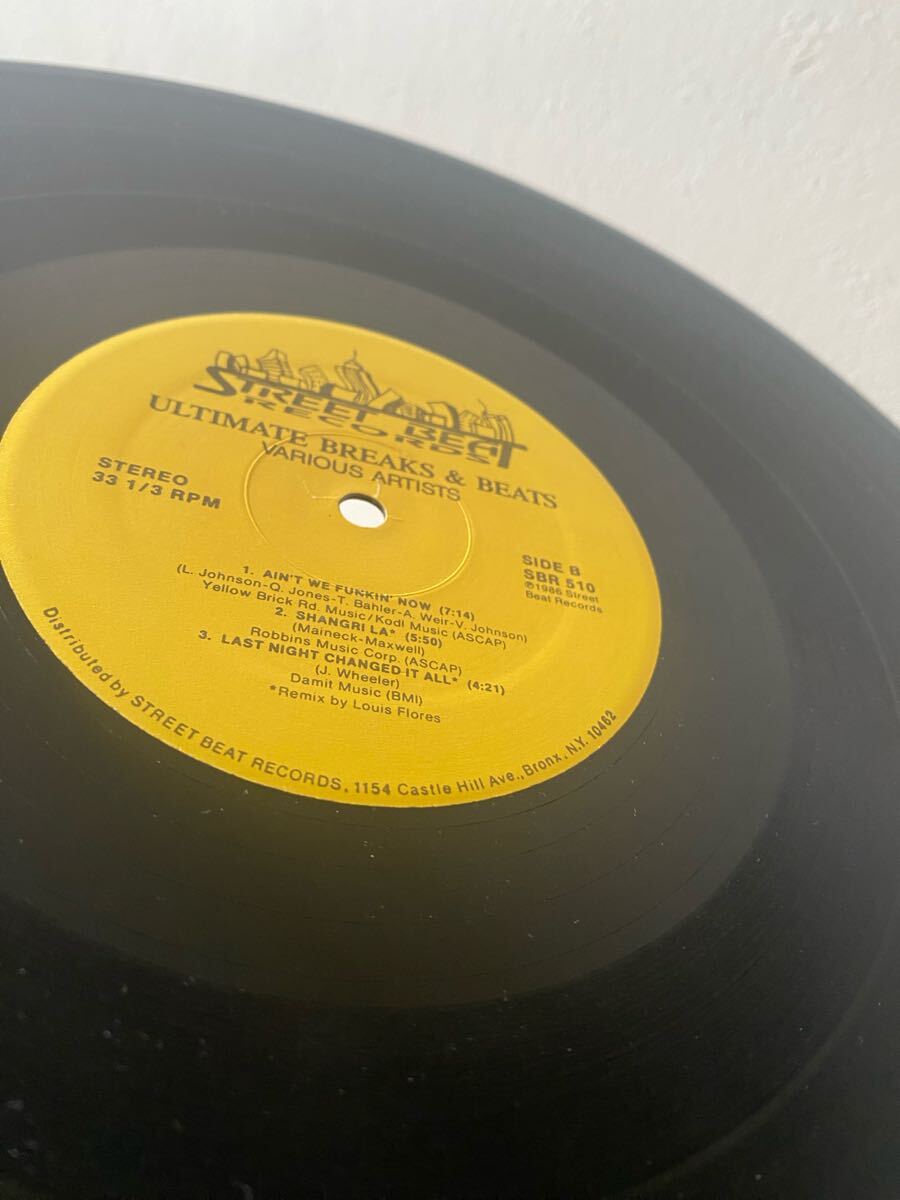 STREET BEAT
RECORDS
ULTIMATE BREAKS & BEATS
VARIOUS ARTISTS
STEREO
33 1/3 RPM
SIDE B
SBR 510
℗1986 Street
Beat Records
1. AIN'T WE FUNKIN' NOW (7:14)
(L. Johnson-Q. Jones-T. Bahler-A. Weir-V. Johnson)
Yellow Brick Rd. Music/Kodi Music (ASCAP)
2. SHANGRI LA* (5:50)
(Maineck-Maxwell)
Robbins Music Corp. (ASCAP)
3. LAST NIGHT CHANGED IT ALL* (4:21)
(J. Wheeler)
Damit Music (BMI)
*Remix by Louis Flores
Distributed by STREET BEAT RECORDS, 1154 Castle Hill Ave., Bronx, N.Y. 10462